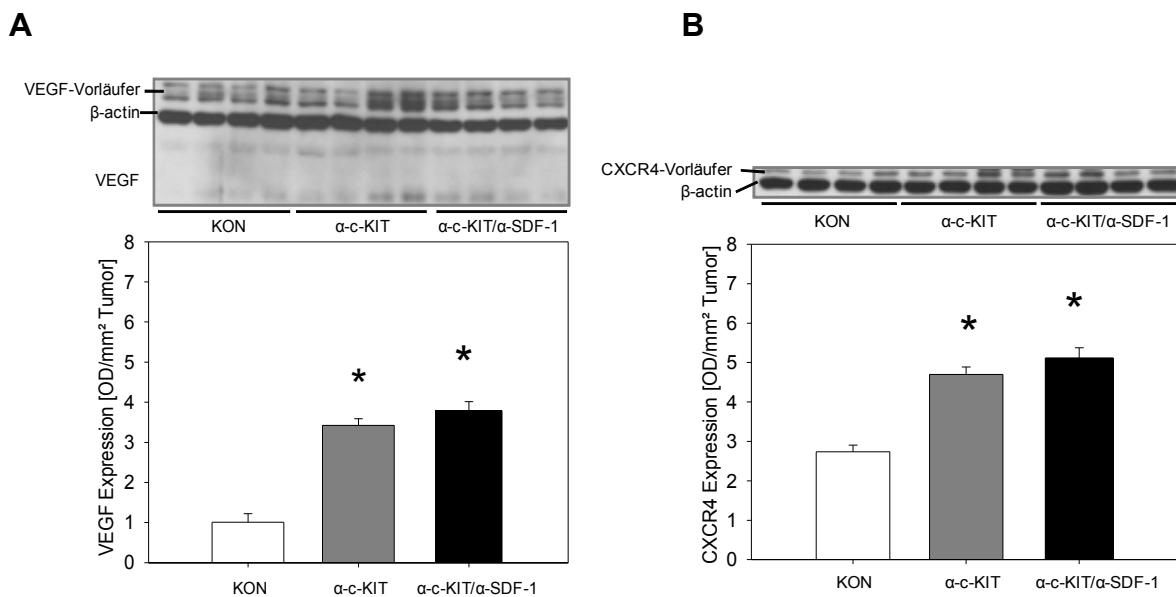 A
VEGF-Vorläufer
β-actin
VEGF
KON α-c-KIT α-c-KIT/α-SDF-1
VEGF Expression [OD/mm² Tumor]
8
7
6
5
4
3
2
1
0
*
*
KON α-c-KIT α-c-KIT/α-SDF-1
B
CXCR4-Vorläufer
β-actin
KON α-c-KIT α-c-KIT/α-SDF-1
CXCR4 Expression [OD/mm² Tumor]
8
7
6
5
4
3
2
1
0
*
*
KON α-c-KIT α-c-KIT/α-SDF-1